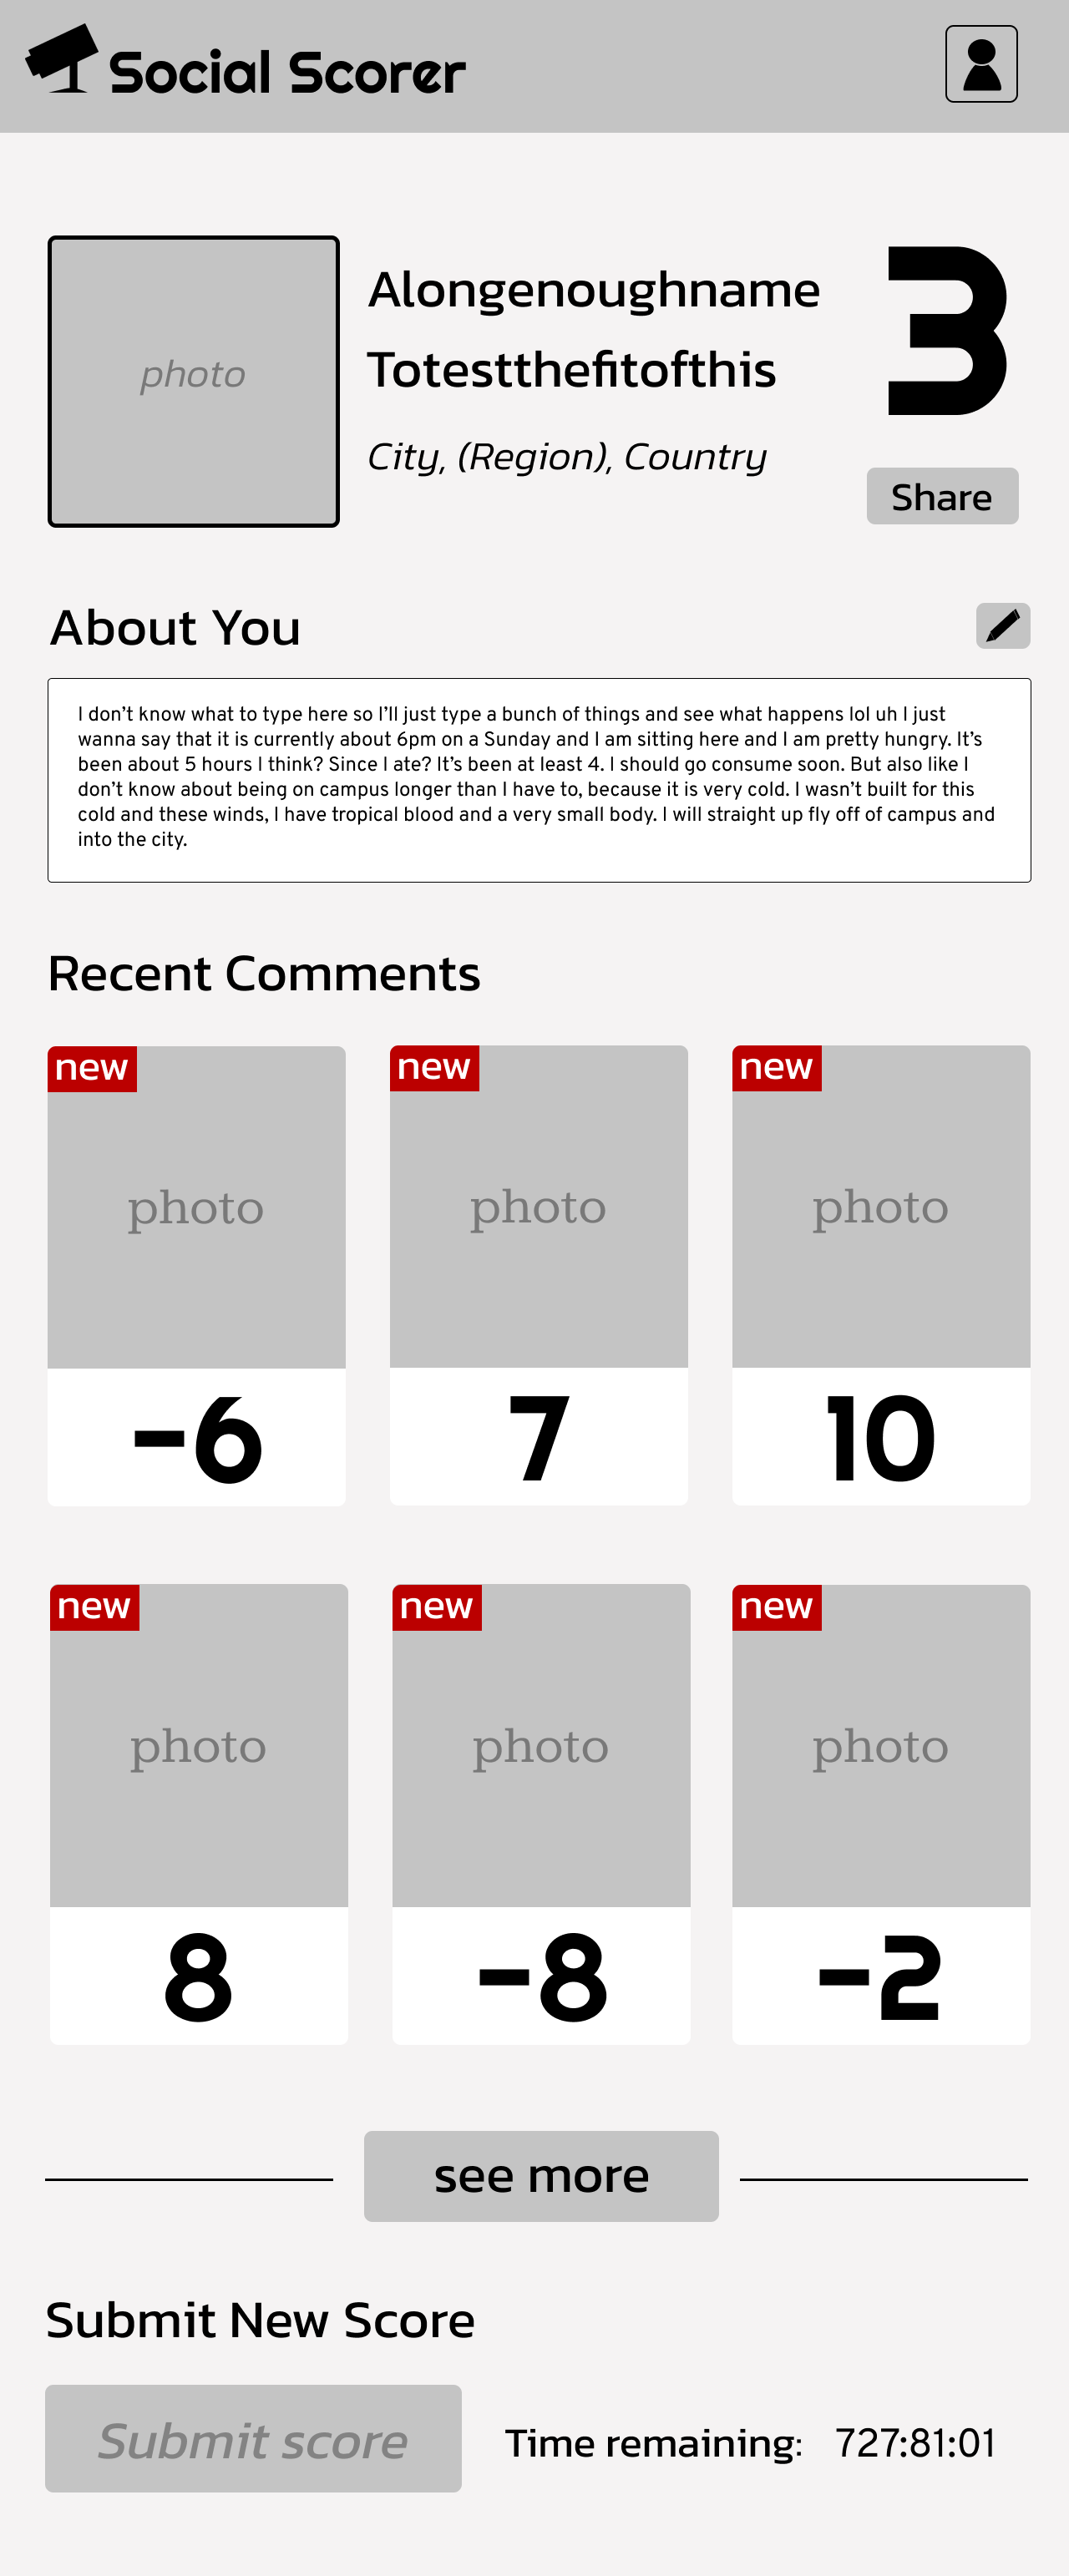 Social Scorer
photo
Alongenoughname
Totestthefitofthis
City, (Region), Country
3
Share
About You
I don’t know what to type here so I’ll just type a bunch of things and see what happens lol uh I just
wanna say that it is currently about 6pm on a Sunday and I am sitting here and I am pretty hungry. It’s
been about 5 hours I think? Since I ate? It’s been at least 4. I should go consume soon. But also like I
don’t know about being on campus longer than I have to, because it is very cold. I wasn’t built for this
cold and these winds, I have tropical blood and a very small body. I will straight up fly off of campus and
into the city.
Recent Comments
new new new
photo photo photo
-6 7 10
new new new
photo photo photo
8 -8 -2
see more
Submit New Score
Submit score Time remaining: 727:81:01